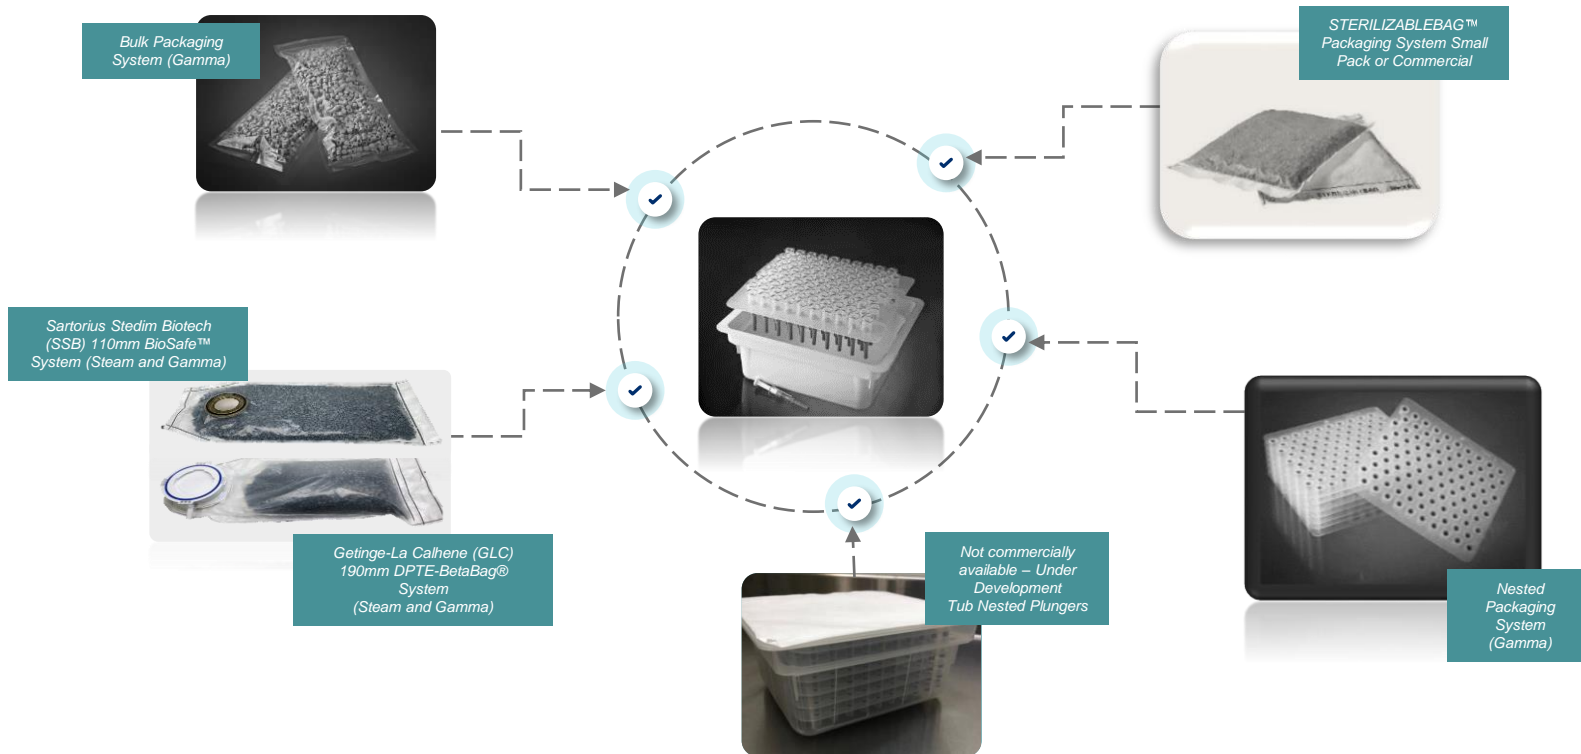 Bulk Packaging
System (Gamma)
STERILIZABLEBAG™
Packaging System Small
Pack or Commercial
Sartorius Stedim Biotech
(SSB) 110mm BioSafe™
System (Steam and Gamma)
Getinge-La Calhene (GLC)
190mm DPTE-BetaBag®
System
(Steam and Gamma)
Not commercially
available – Under
Development
Tub Nested Plungers
Nested
Packaging
System
(Gamma)